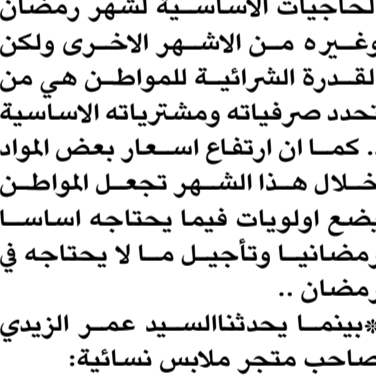 لحاجيات الاساسية لشهر رمضان
وغيره من الاشهر الاخرى ولكن
لقدرة الشرائية للمواطن هي من
تحدد صرفياته ومشترياته الاساسية
.. كما ان ارتفاع اسعار بعض المواد
خلال هذا الشهر تجعل المواطن
يضع اولويات فيما يحتاجه اساسا
رمضانيا وتأجيل ما لا يحتاجه في
رمضان ..
*بينما يحدثناالسيد عمر الزيدي
صاحب متجر ملابس نسائية: